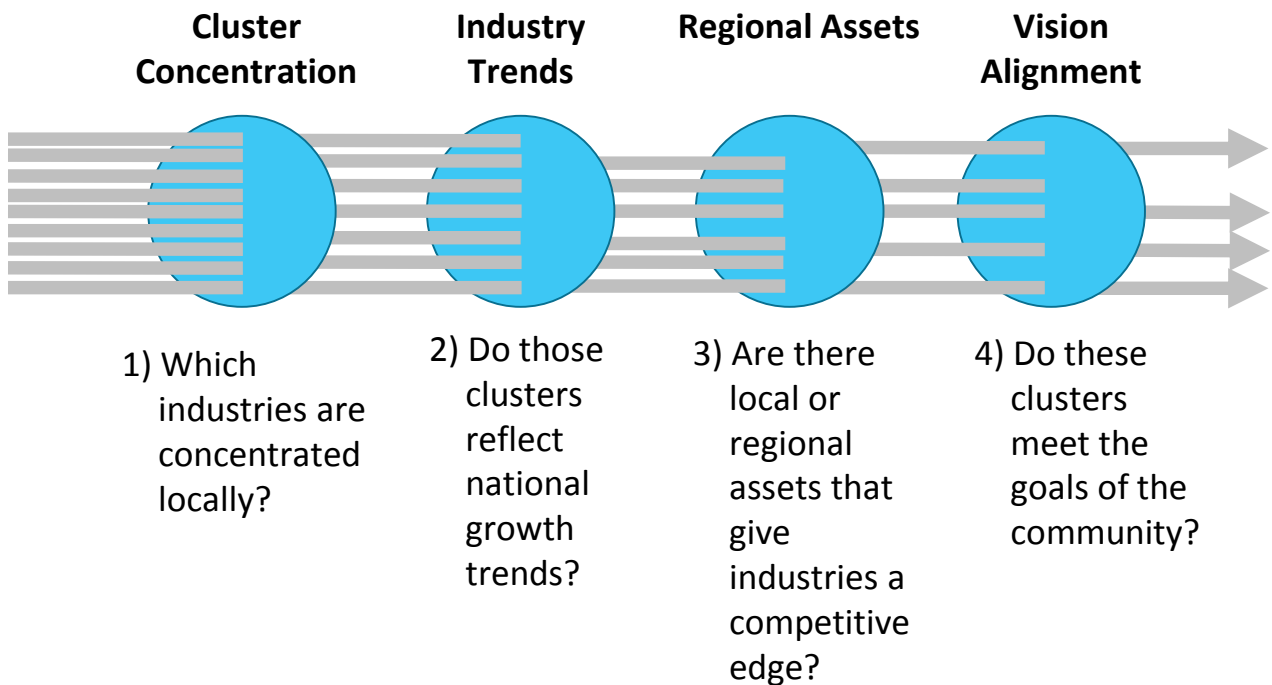 Cluster
Concentration
Industry
Trends
Regional Assets
Vision
Alignment
1) Which
industries are
concentrated
locally?
2) Do those
clusters
reflect
national
growth
trends?
3) Are there
local or
regional
assets that
give
industries a
competitive
edge?
4) Do these
clusters
meet the
goals of the
community?